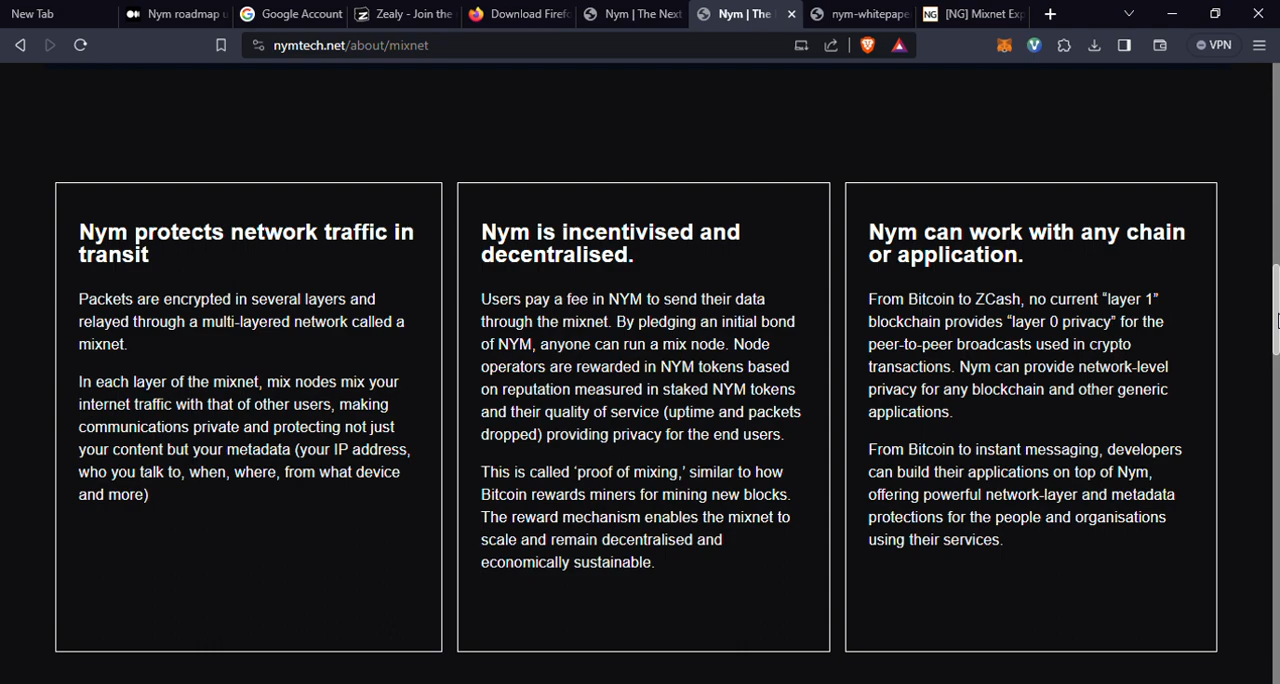 New Tab
Nym roadmap u
Google Account
Zealy - Join the
Download Firefo
Nym | The Next
Nym | The
nym-whitepape
NG
[NG] Mixnet Exp
nymtech.net/about/mixnet
VPN
Nym protects network traffic in
transit
Packets are encrypted in several layers and
relayed through a multi-layered network called a
mixnet.
In each layer of the mixnet, mix nodes mix your
internet traffic with that of other users, making
communications private and protecting not just
your content but your metadata (your IP address,
who you talk to, when, where, from what device
and more)
Nym is incentivised and
decentralised.
Users pay a fee in NYM to send their data
through the mixnet. By pledging an initial bond
of NYM, anyone can run a mix node. Node
operators are rewarded in NYM tokens based
on reputation measured in staked NYM tokens
and their quality of service (uptime and packets
dropped) providing privacy for the end users.
This is called ‘proof of mixing,’ similar to how
Bitcoin rewards miners for mining new blocks.
The reward mechanism enables the mixnet to
scale and remain decentralised and
economically sustainable.
Nym can work with any chain
or application.
From Bitcoin to ZCash, no current “layer 1”
blockchain provides “layer 0 privacy” for the
peer-to-peer broadcasts used in crypto
transactions. Nym can provide network-level
privacy for any blockchain and other generic
applications.
From Bitcoin to instant messaging, developers
can build their applications on top of Nym,
offering powerful network-layer and metadata
protections for the people and organisations
using their services.